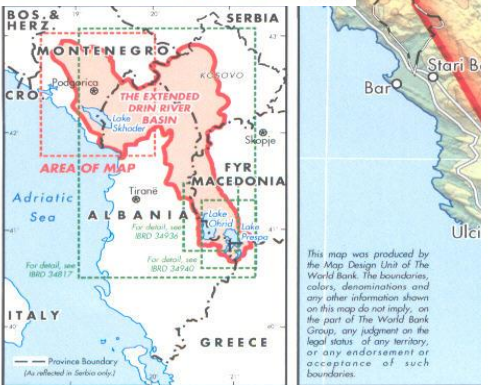 BOS. &
HERZ.
19
20
21
SERBIA
MONTENEGRO
KOSOVO
Podgorica
CRO
THE EXTENDED
DRIN RIVER
BASIN
Lake
Skhoder
42
Skopje
AREA OF MAP
FYR
MACEDONIA
Tiranë
Adriatic
Sea
ALBANIA
Lake
Ohrid
Lake
Prespa
For detail, see
IBRD 34936
41
For detail, see
IBRD 34817
For detail, see
IBRD 34940
ITALY
GREECE
Province Boundary
(As reflected in Serbia only.)
Bar
Stari
Ulci
This map was produced by
the Map Design Unit of The
World Bank. The boundaries,
colors, denominations and
any other information shown
on this map do not imply, on
the part of The World Bank
Group, any judgment on the
legal status of any territory,
or any endorsement or
acceptance of such
boundaries.